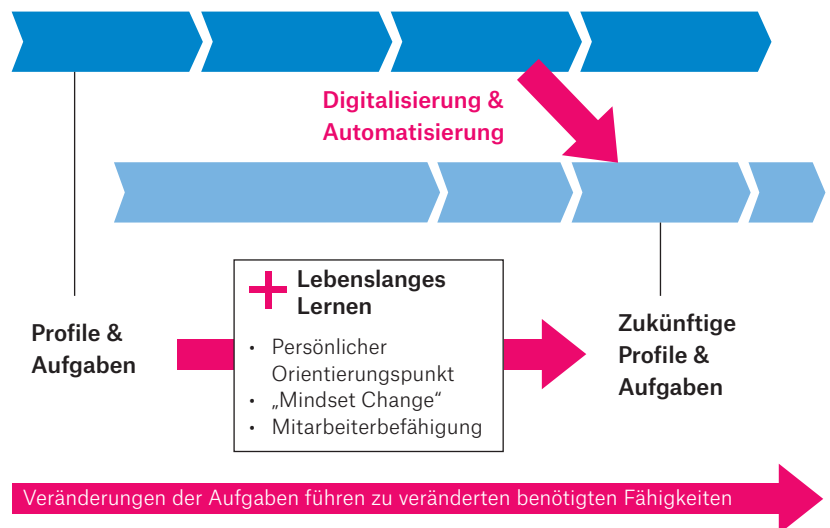 Digitalisierung &
Automatisierung
Profile &
Aufgaben
Lebenslanges
Lernen
• Persönlicher
Orientierungspunkt
• „Mindset Change“
• Mitarbeiterbefähigung
Zukünftige
Profile &
Aufgaben
Veränderungen der Aufgaben führen zu veränderten benötigten Fähigkeiten